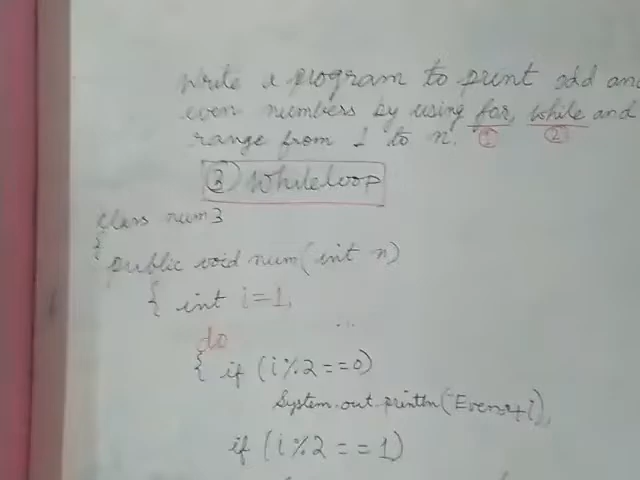 Write a program to print odd and
even numbers by using for, while and
range from 1 to n. ① ②
③ While loop
class num3
{
public void num(int n)
{ int i=1,
do
{ if (i%2==0)
System.out.println("Even"+i),
if (i%2==1)